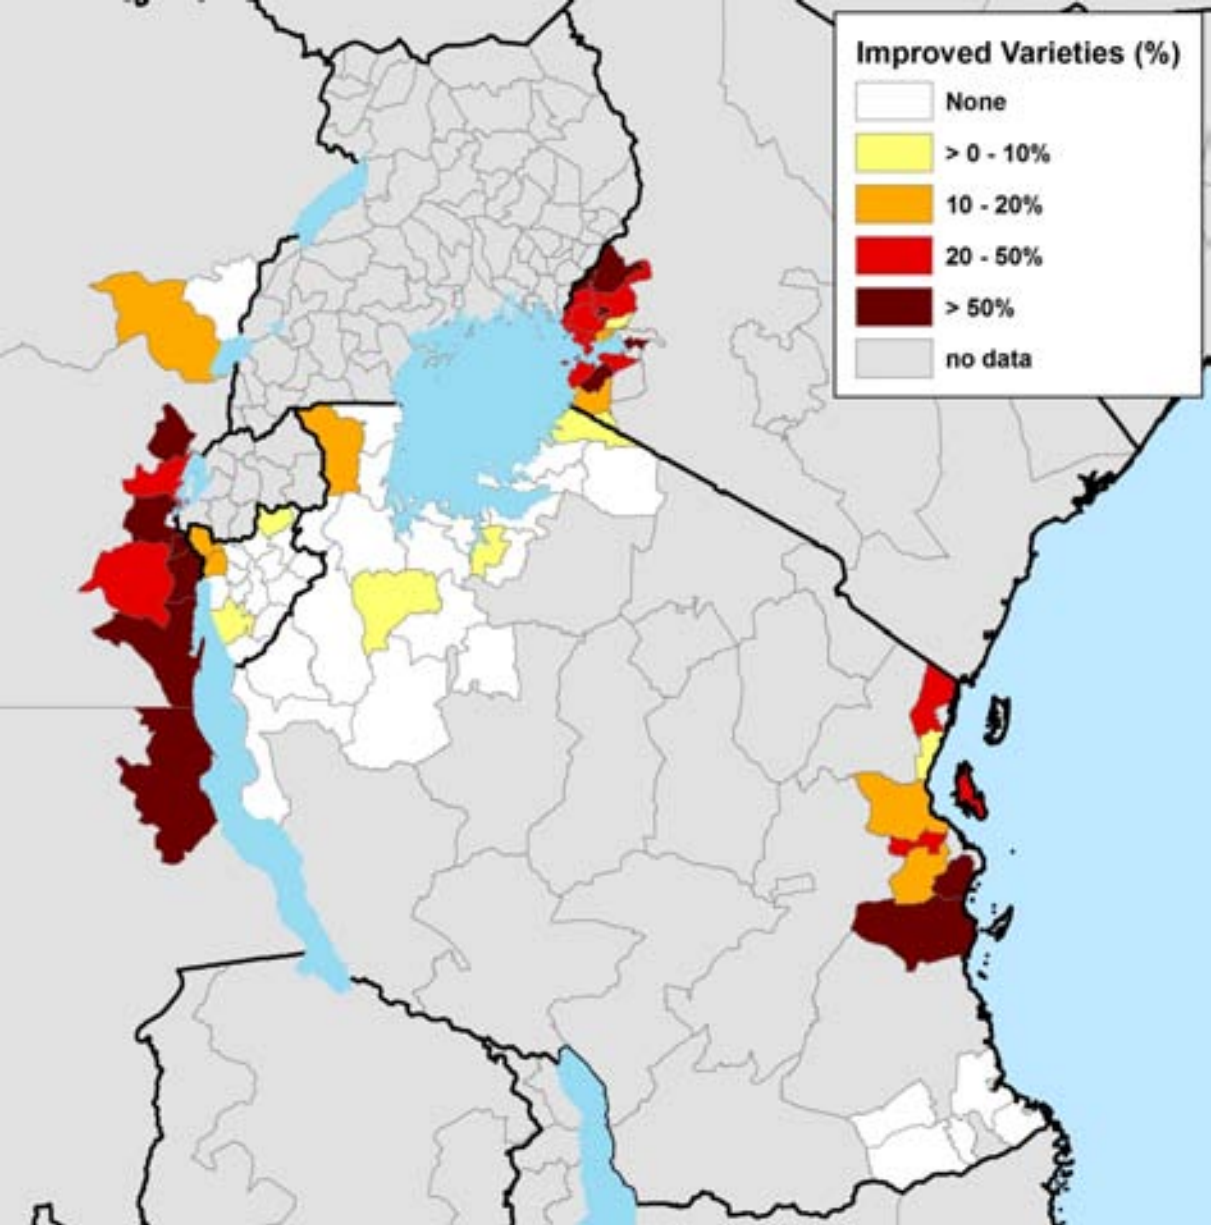 Improved Varieties (%)
None
> 0 - 10%
10 - 20%
20 - 50%
> 50%
no data